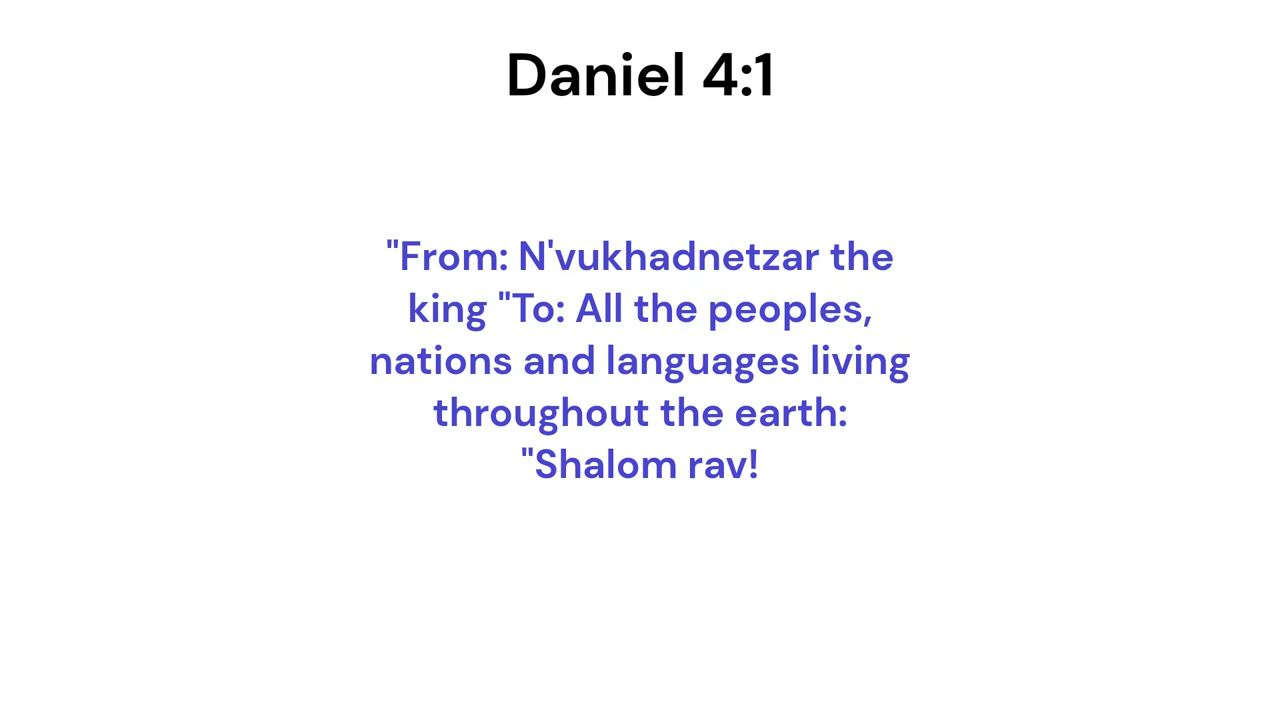 Daniel 4:1
"From: N'vukhadnetzar the
king "To: All the peoples,
nations and languages living
throughout the earth:
"Shalom rav!